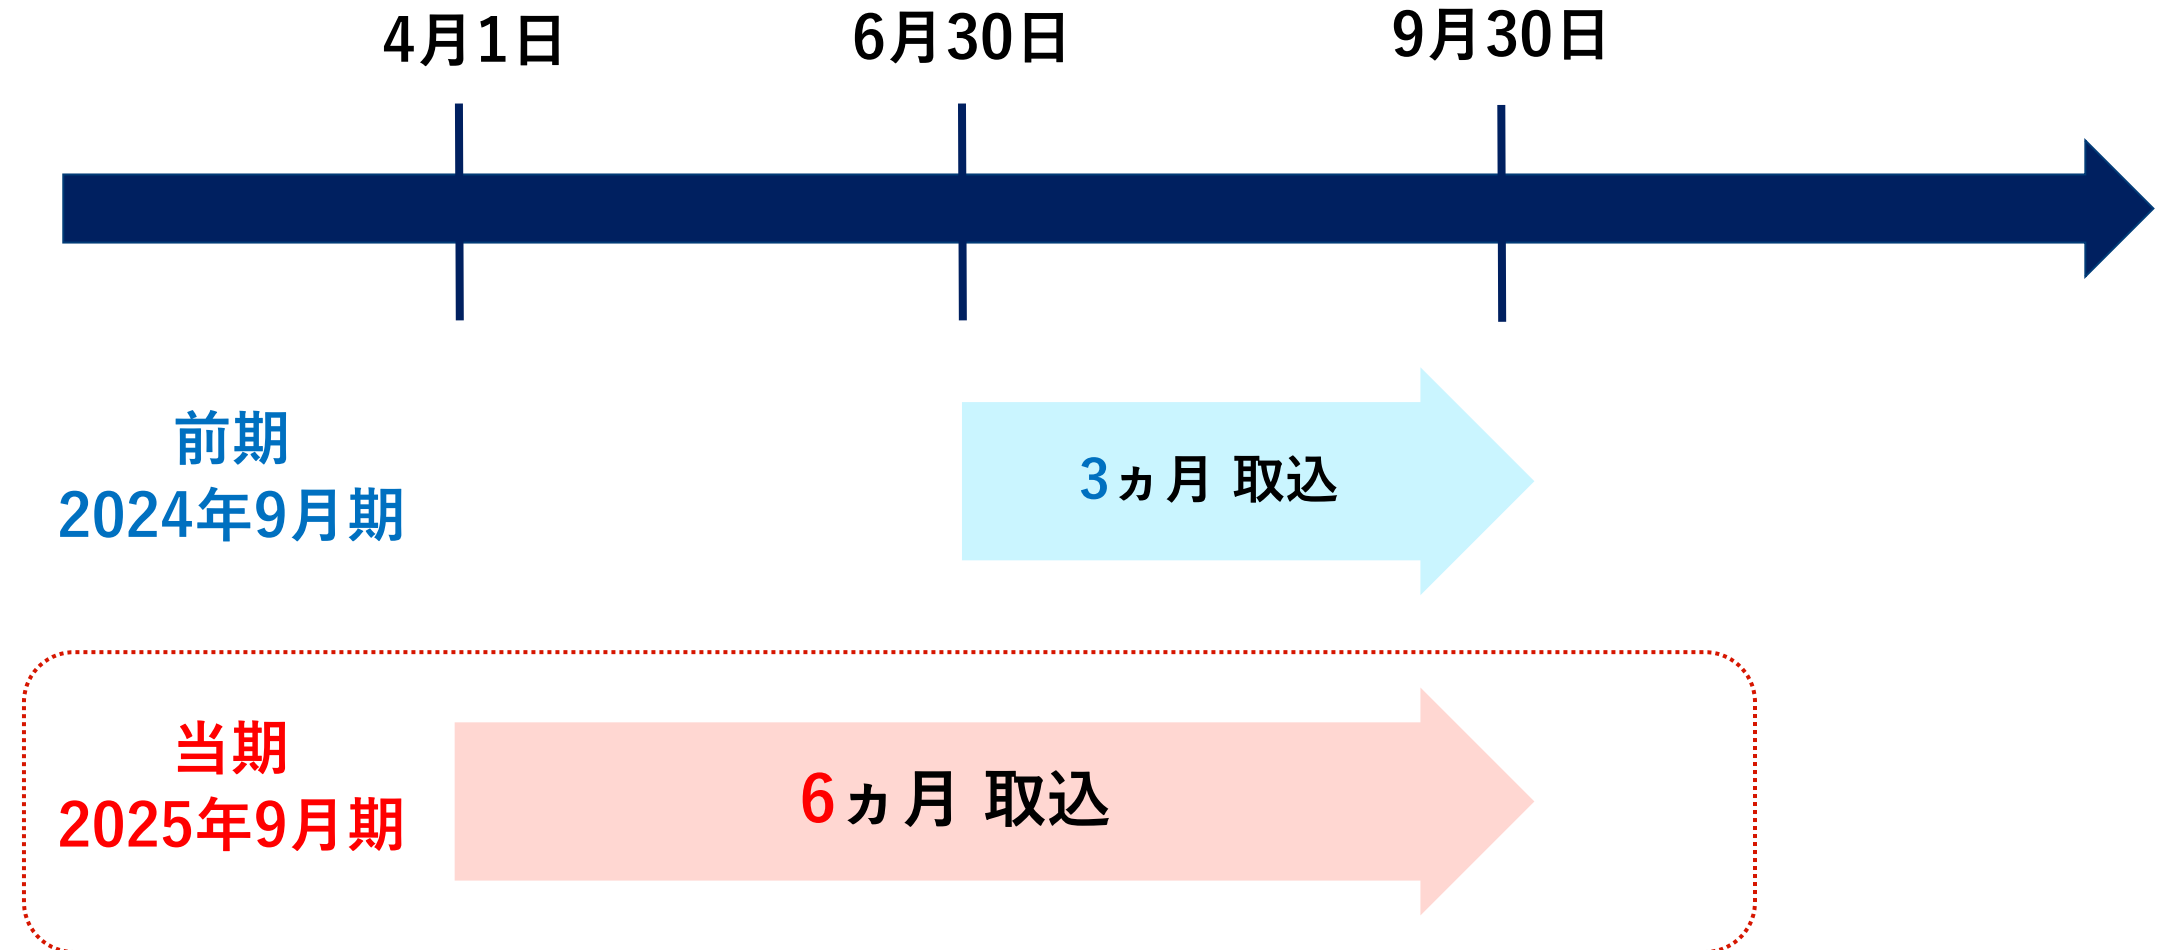 4月1日
6月30日
9月30日
前期
2024年9月期
3ヵ月 取込
当期
2025年9月期
6ヵ月 取込